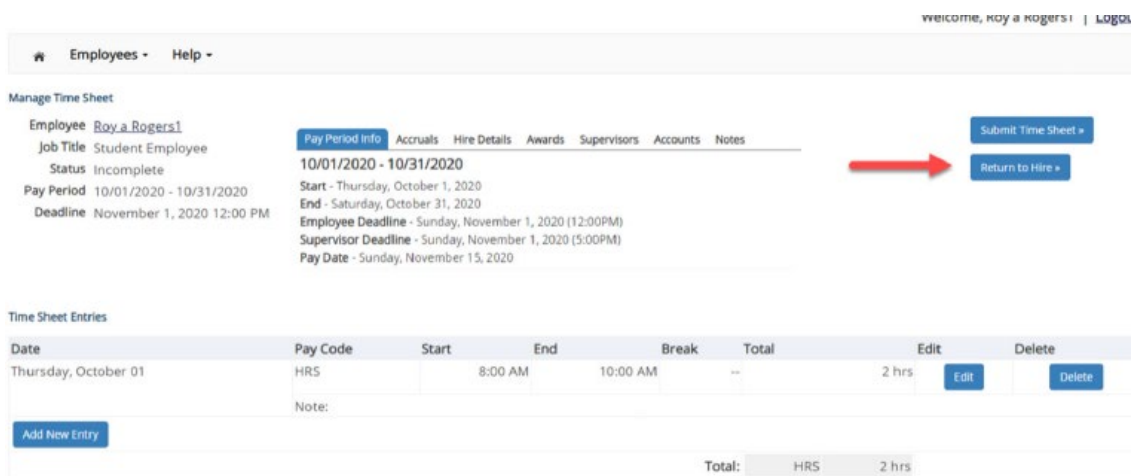 Welcome, Roy a Rogers1 | Logou
Employees Help
Manage Time Sheet
Employee Roy a Rogers1
Job Title Student Employee
Status Incomplete
Pay Period 10/01/2020 - 10/31/2020
Deadline November 1, 2020 12:00 PM
Pay Period Info Accruals Hire Details Awards Supervisors Accounts Notes
10/01/2020 - 10/31/2020
Start - Thursday, October 1, 2020
End - Saturday, October 31, 2020
Employee Deadline - Sunday, November 1, 2020 (12:00PM)
Supervisor Deadline - Sunday, November 1, 2020 (5:00PM)
Pay Date - Sunday, November 15, 2020
Submit Time Sheet »
Return to Hire »
Time Sheet Entries
Date Pay Code Start End Break Total Edit Delete
Thursday, October 01 HRS 8:00 AM 10:00 AM -- 2 hrs Edit Delete
Note:
Add New Entry
Total: HRS 2 hrs